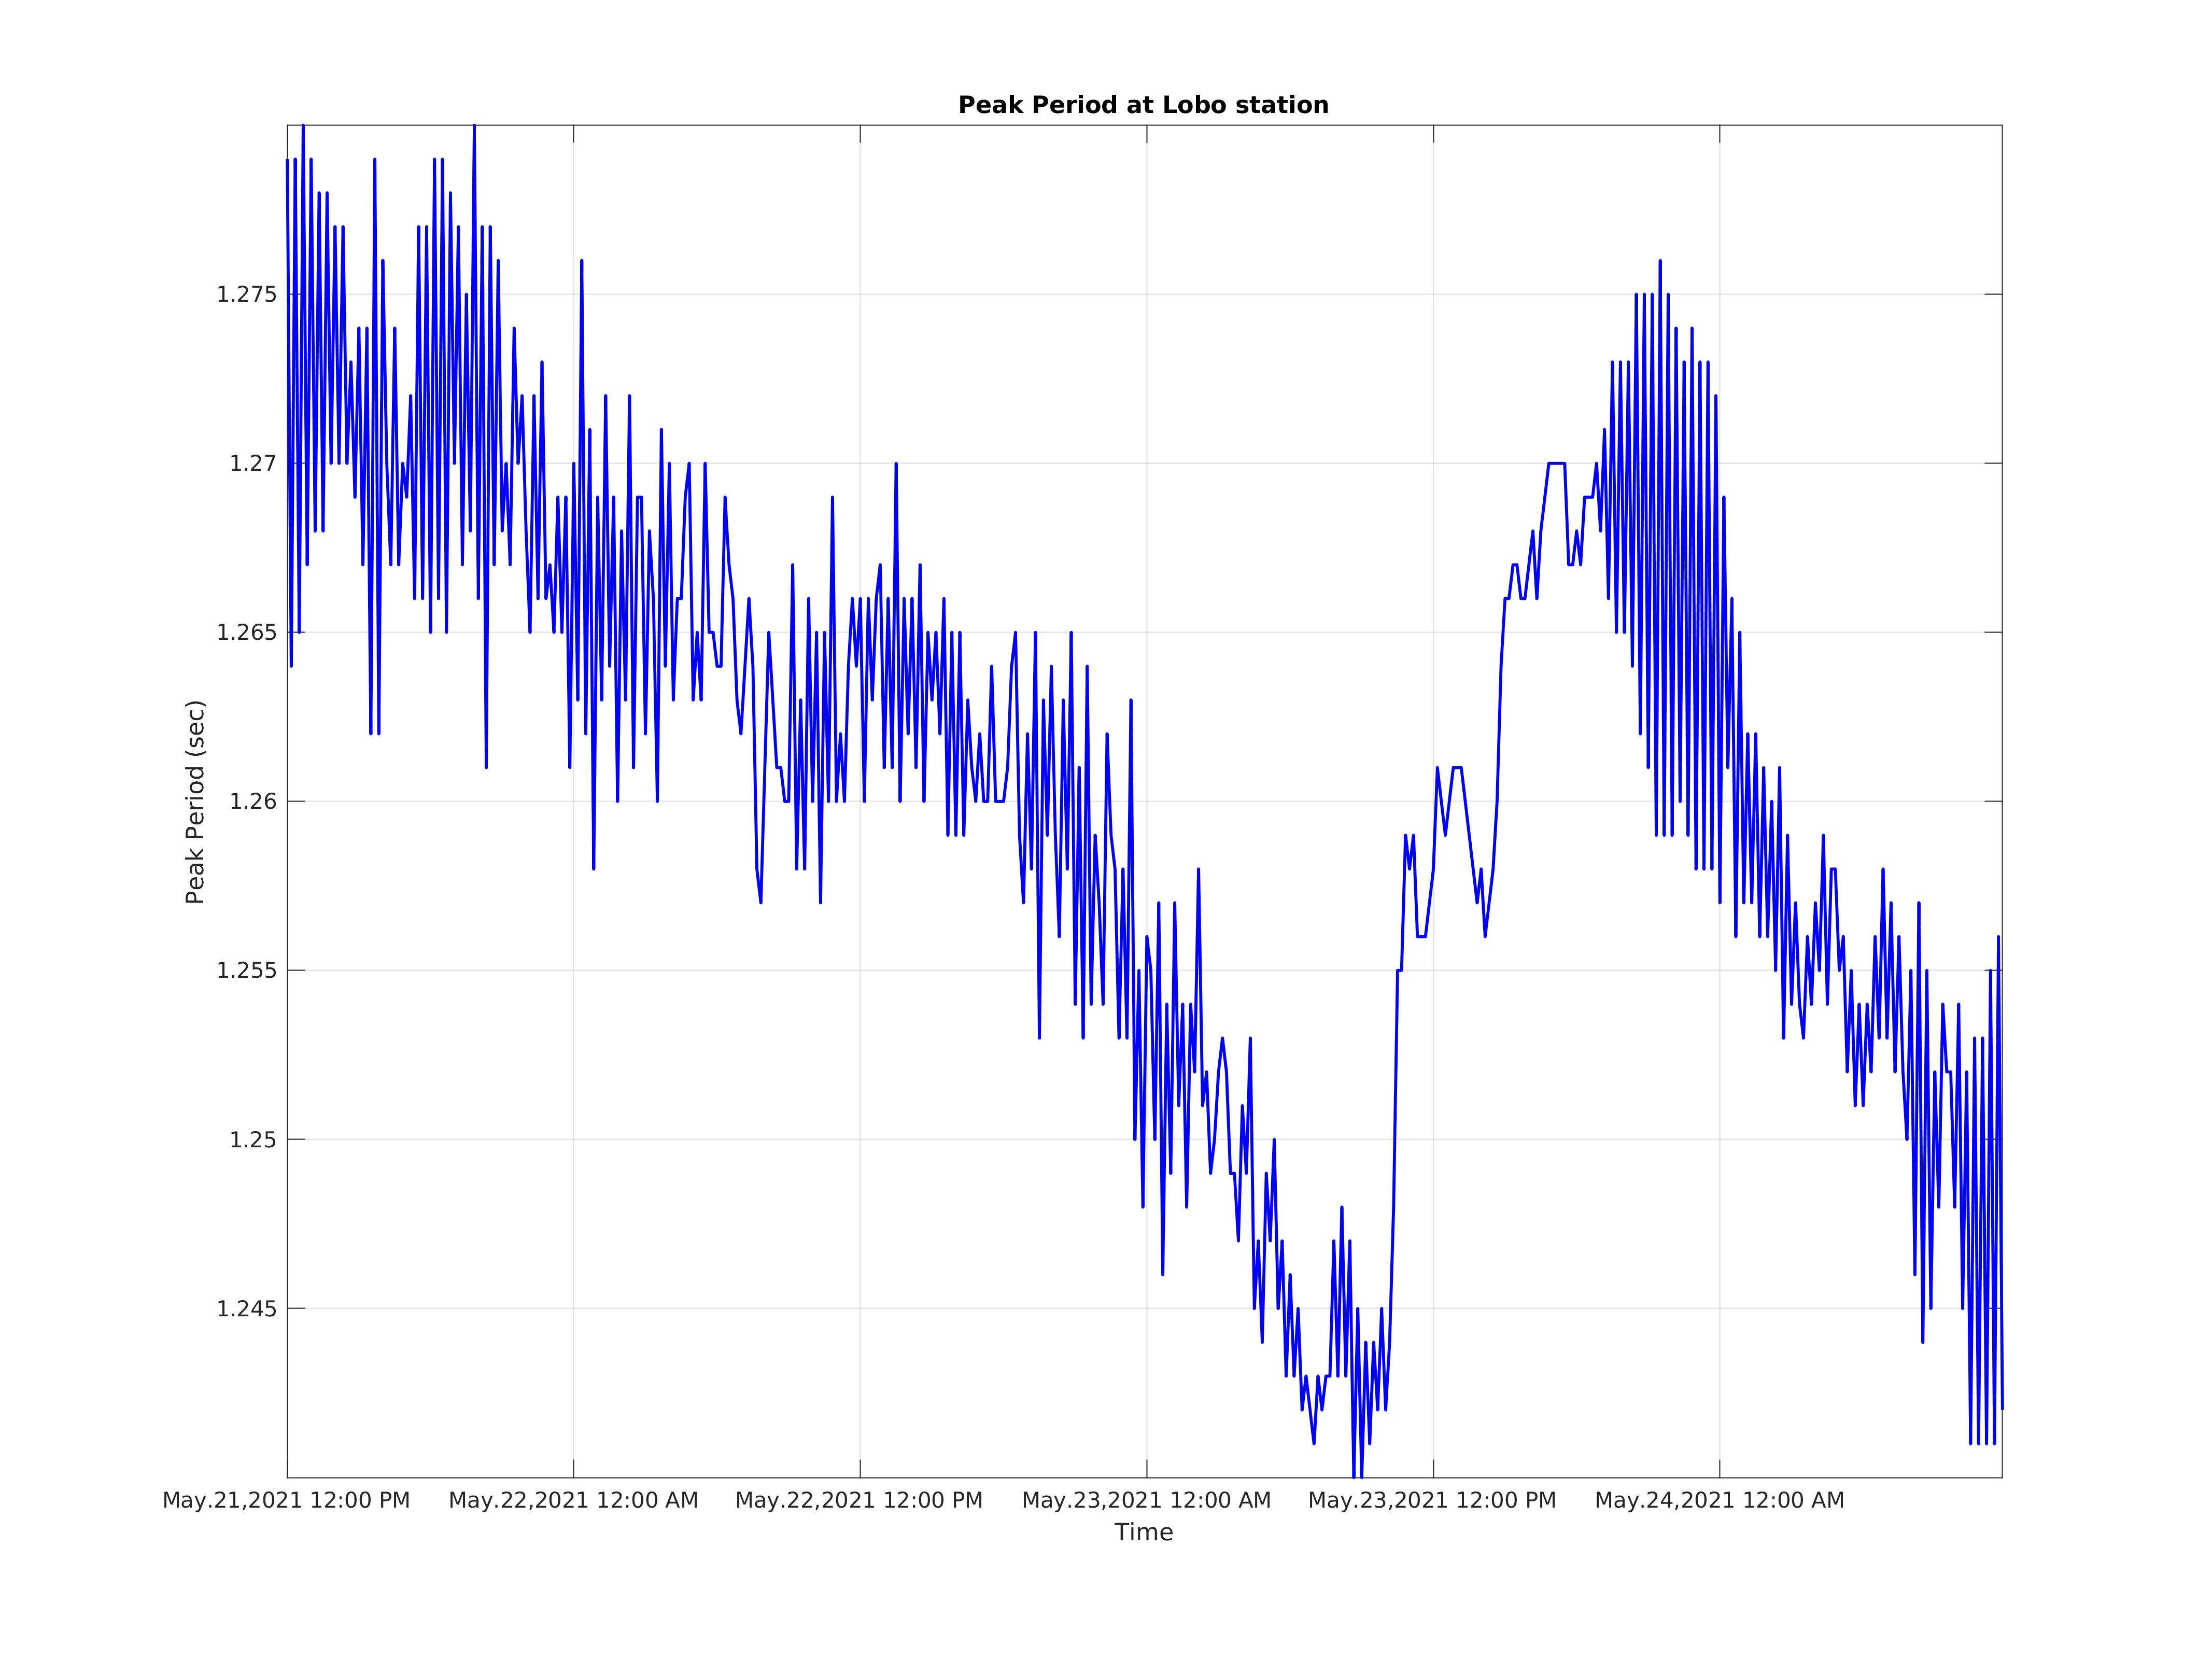 Peak Period at Lobo station
Peak Period (sec)
1.275
1.27
1.265
1.26
1.255
1.25
1.245
May.21,2021 12:00 PM
May.22,2021 12:00 AM
May.22,2021 12:00 PM
May.23,2021 12:00 AM
May.23,2021 12:00 PM
May.24,2021 12:00 AM
Time